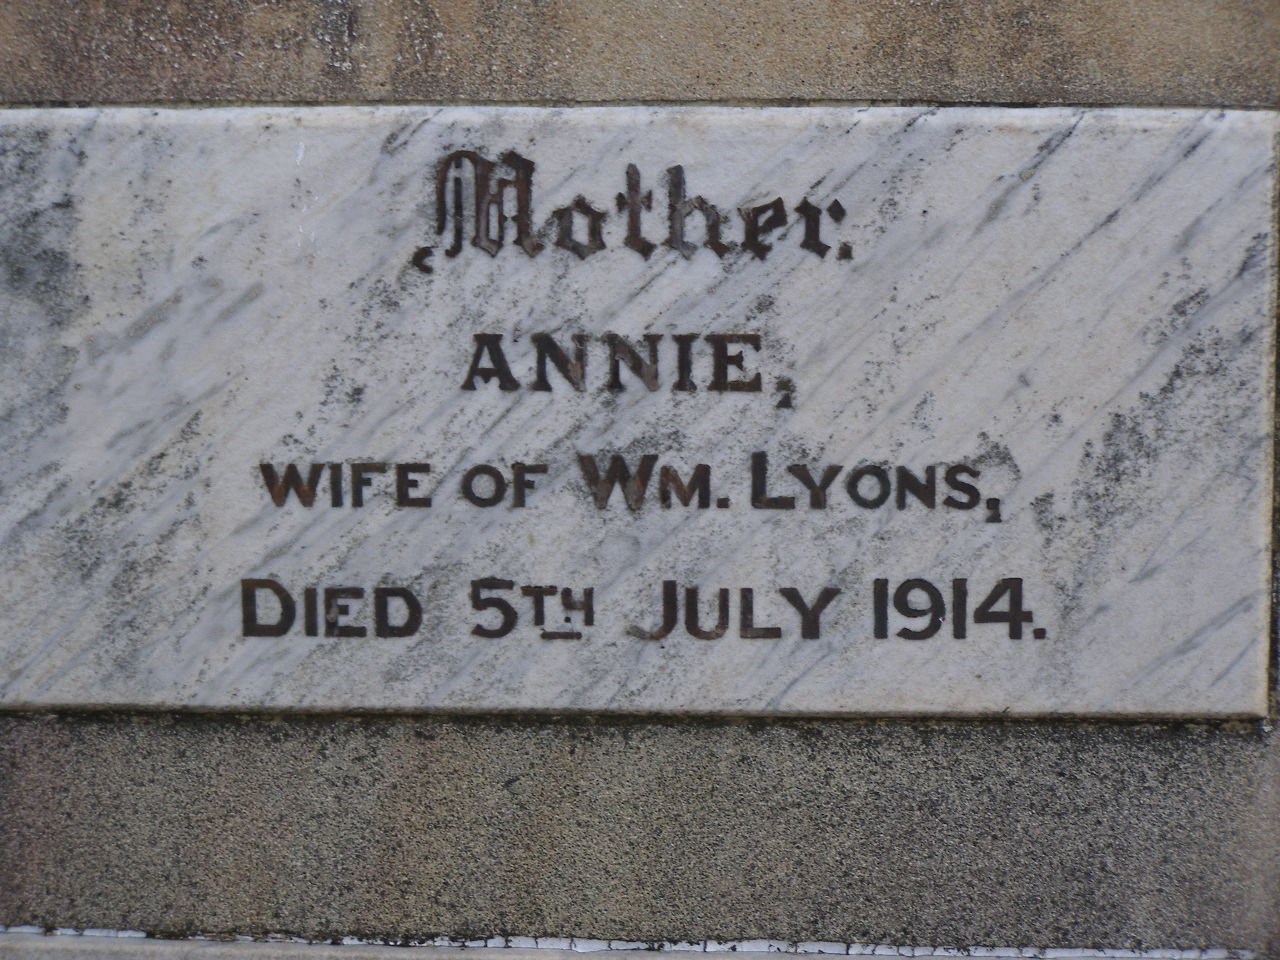 Mother.
ANNIE,
WIFE OF WM. LYONS,
DIED 5TH JULY 1914.